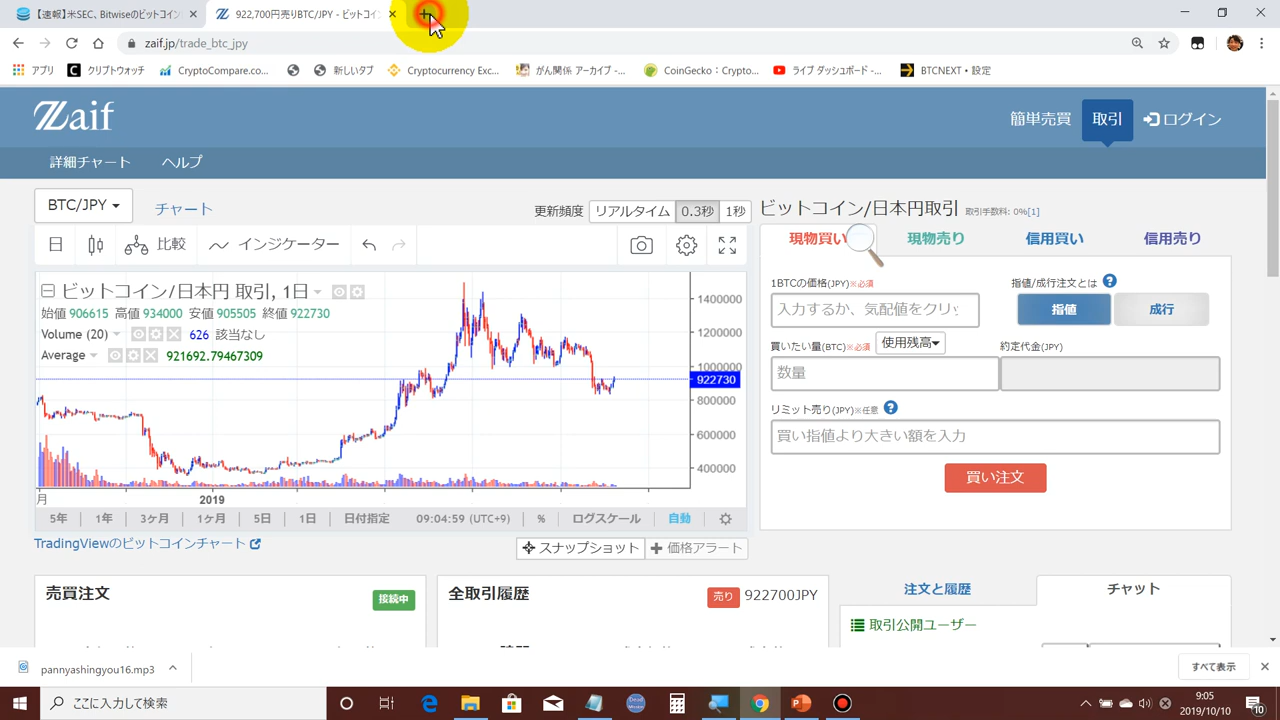 【速報】米SEC, Bitwiseのビットコイン
922,700円売りBTC/JPY - ビットコイン
zaif.jp/trade_btc_jpy
アプリ
クリプトウォッチ
CryptoCompare.co...
新しいタブ
Cryptocurrency Exc...
がん関係 アーカイブ -...
CoinGecko：Crypto...
ライブ ダッシュボード -...
BTCNEXT・設定
Zaif
簡単売買
取引
ログイン
詳細チャート
ヘルプ
BTC/JPY
チャート
更新頻度
リアルタイム
0.3秒
1秒
日
比較
インジケーター
ビットコイン/日本円 取引, 1日
始値 906615 高値 934000 安値 905505 終値 922730
Volume (20)
626 該当なし
Average
921692.79467309
1400000
1200000
1000000
922730
800000
600000
400000
月
2019
5年
1年
3ヶ月
1ヶ月
5日
1日
日付指定
09:04:59 (UTC+9)
%
ログスケール
自動
TradingViewのビットコインチャート
スナップショット
価格アラート
ビットコイン/日本円取引 取引手数料: 0%[1]
現物買い
現物売り
信用買い
信用売り
1BTCの価格(JPY)※必須
指値/成行注文とは
入力するか、気配値をクリッ
指値
成行
買いたい量(BTC)※必須
使用残高
約定代金(JPY)
数量
リミット売り(JPY)※任意
買い指値より大きい額を入力
買い注文
売買注文
接続中
全取引履歴
売り
922700JPY
注文と履歴
チャット
取引公開ユーザー
pannyashingyou16.mp3
すべて表示
ここに入力して検索
9:05
2019/10/10
10